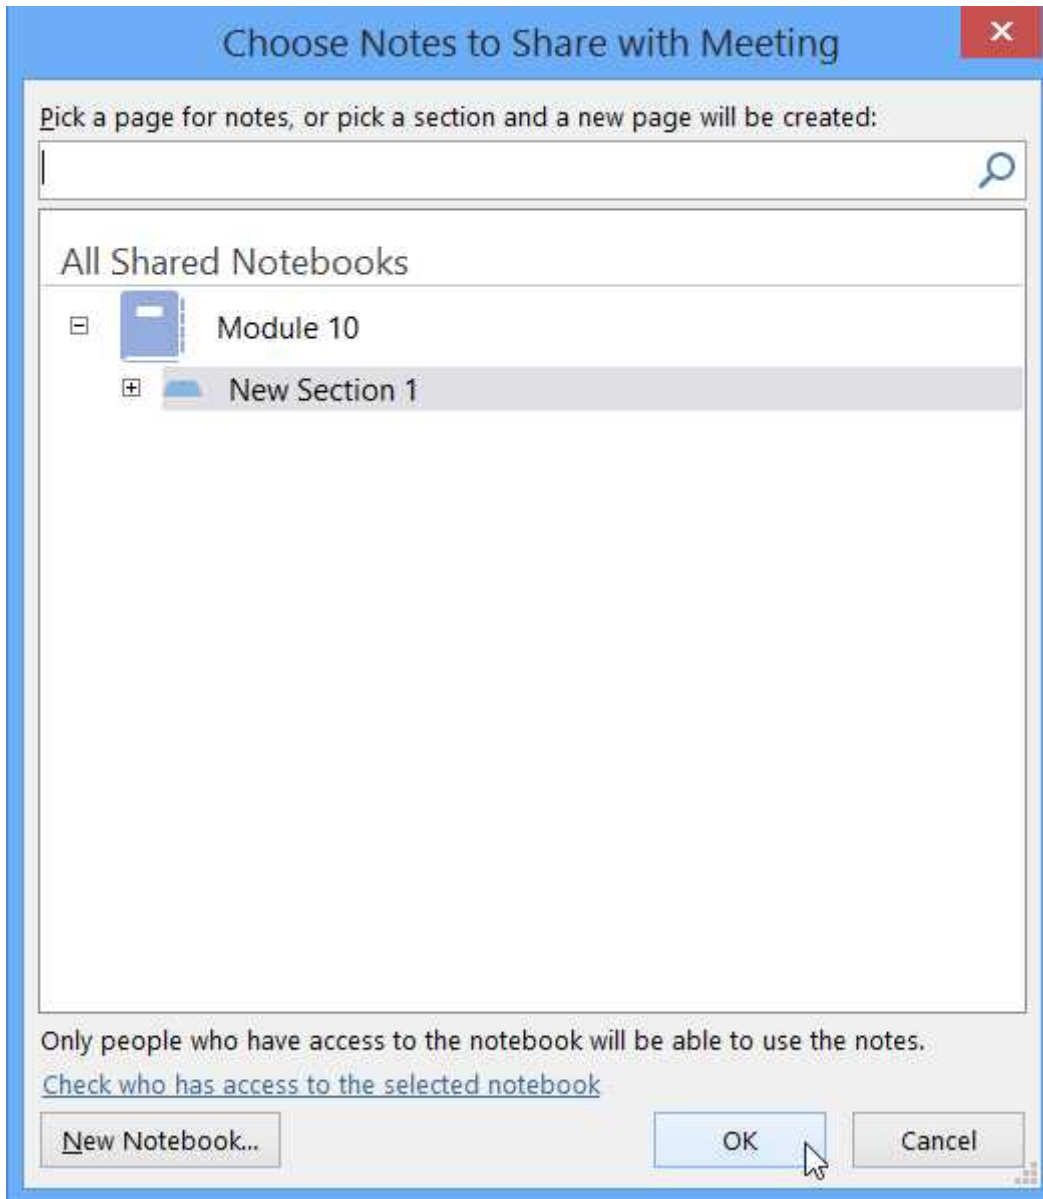 Choose Notes to Share with Meeting
Pick a page for notes, or pick a section and a new page will be created:
All Shared Notebooks
Module 10
New Section 1
Only people who have access to the notebook will be able to use the notes.
Check who has access to the selected notebook
New Notebook... OK Cancel